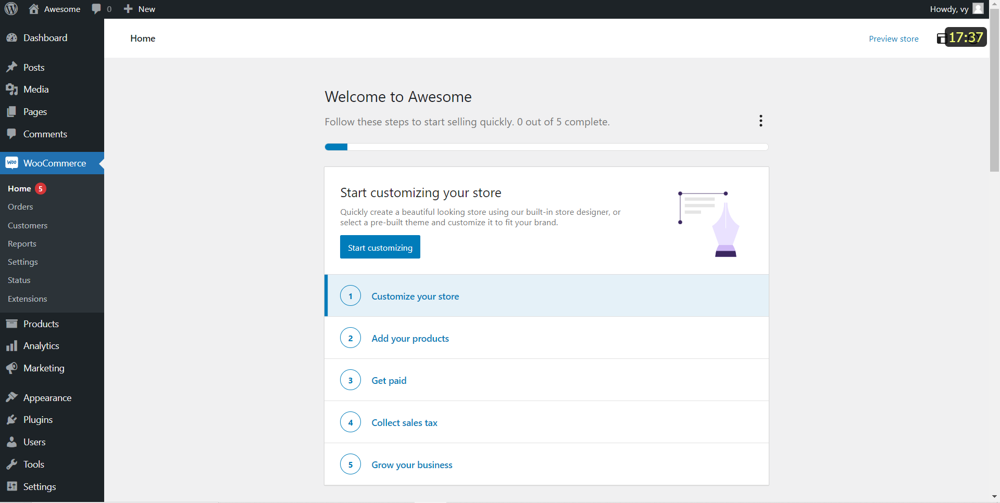 Awesome 0 New Howdy, vy
Dashboard
Posts
Media
Pages
Comments
Woo WooCommerce
Home 5
Orders
Customers
Reports
Settings
Status
Extensions
Products
Analytics
Marketing
Appearance
Plugins
Users
Tools
Settings
Home Preview store 17:37
Welcome to Awesome
Follow these steps to start selling quickly. 0 out of 5 complete.
Start customizing your store
Quickly create a beautiful looking store using our built-in store designer, or
select a pre-built theme and customize it to fit your brand.
Start customizing
1 Customize your store
2 Add your products
3 Get paid
4 Collect sales tax
5 Grow your business